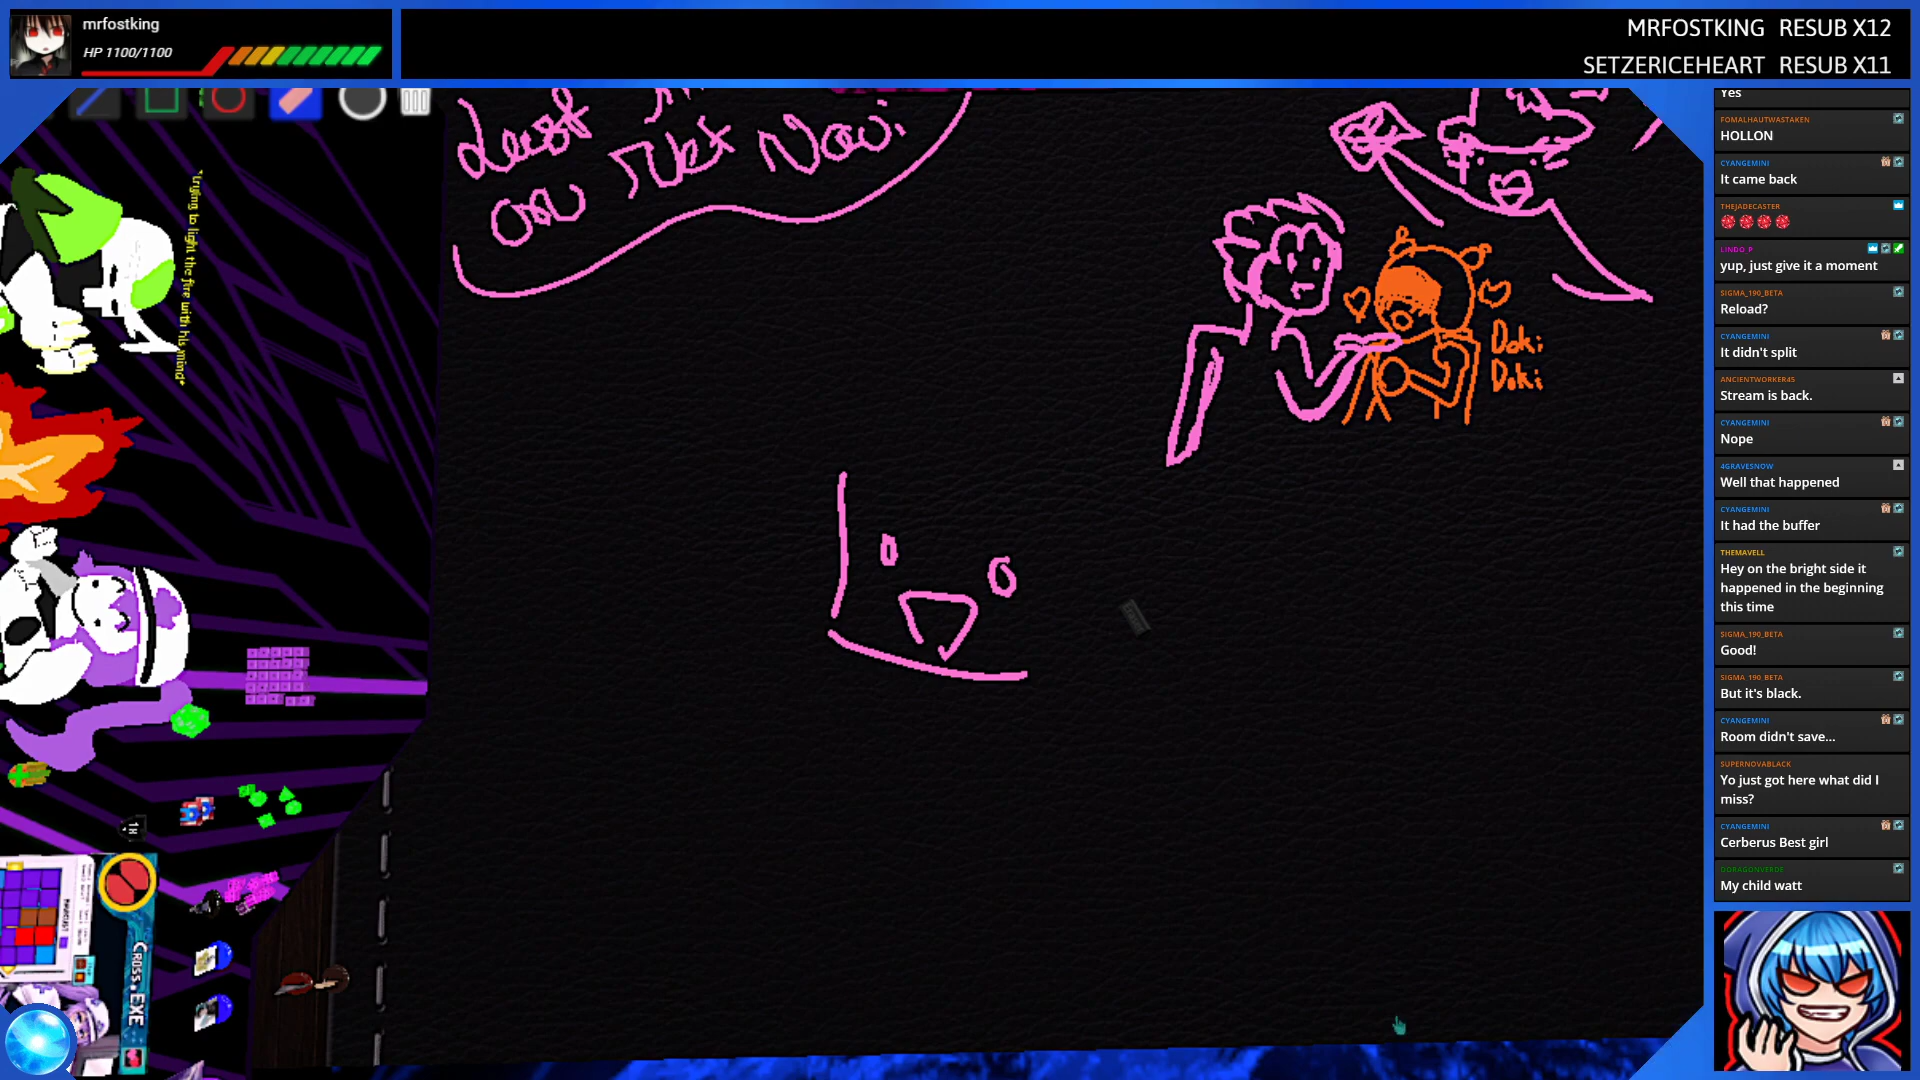 mrfostking
HP 1100/1100
MRFOSTKING RESUB X12
SETZERICEHEART RESUB X11
Yes
FOMALHAUTWASTAKEN
HOLLON
CYANGEMINI
It came back
THEJADECASTER
LINDO_P
yup, just give it a moment
SIGMA_190_BETA
Reload?
CYANGEMINI
It didn't split
ANCIENTWORKER45
Stream is back.
CYANGEMINI
Nope
4GRAVESNOW
Well that happened
CYANGEMINI
It had the buffer
THEMAVELL
Hey on the bright side it
happened in the beginning
this time
SIGMA_190_BETA
Good!
SIGMA_190_BETA
But it's black.
CYANGEMINI
Room didn't save...
SUPERNOVABLACK
Yo just got here what did I
miss?
CYANGEMINI
Cerberus Best girl
DORAGONVERDE
My child watt
*trying to light the fire with his mind*
Doki
Doki
Cross.EXE